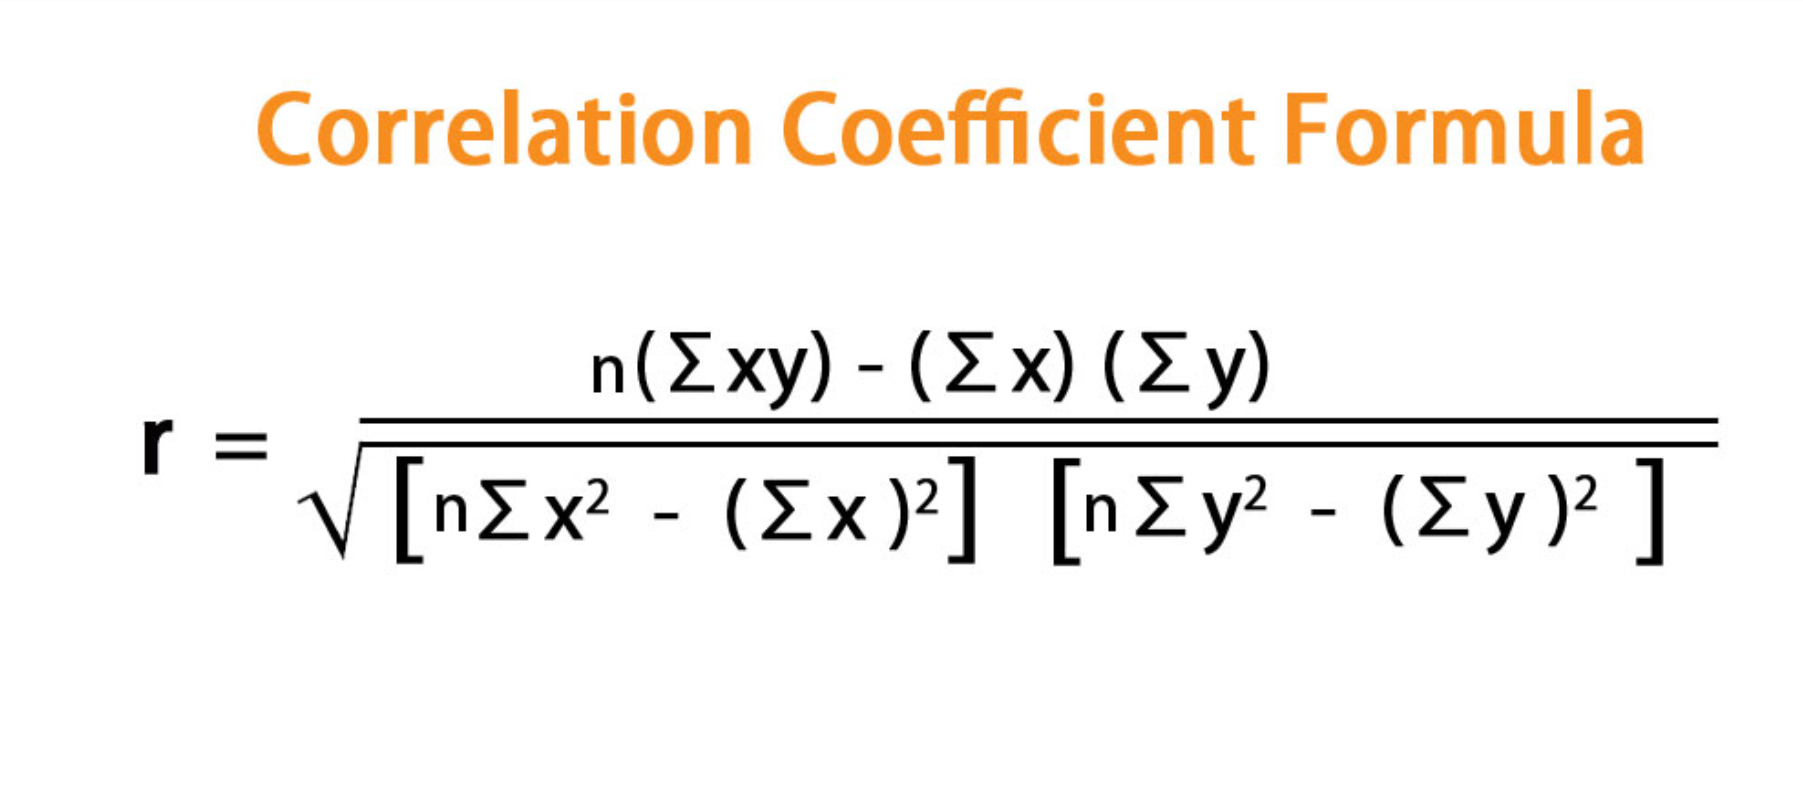 Correlation Coefficient Formula
n(Σxy) - (Σx) (Σy)
r =
√[nΣx² - (Σx)²] [nΣy² - (Σy)²]